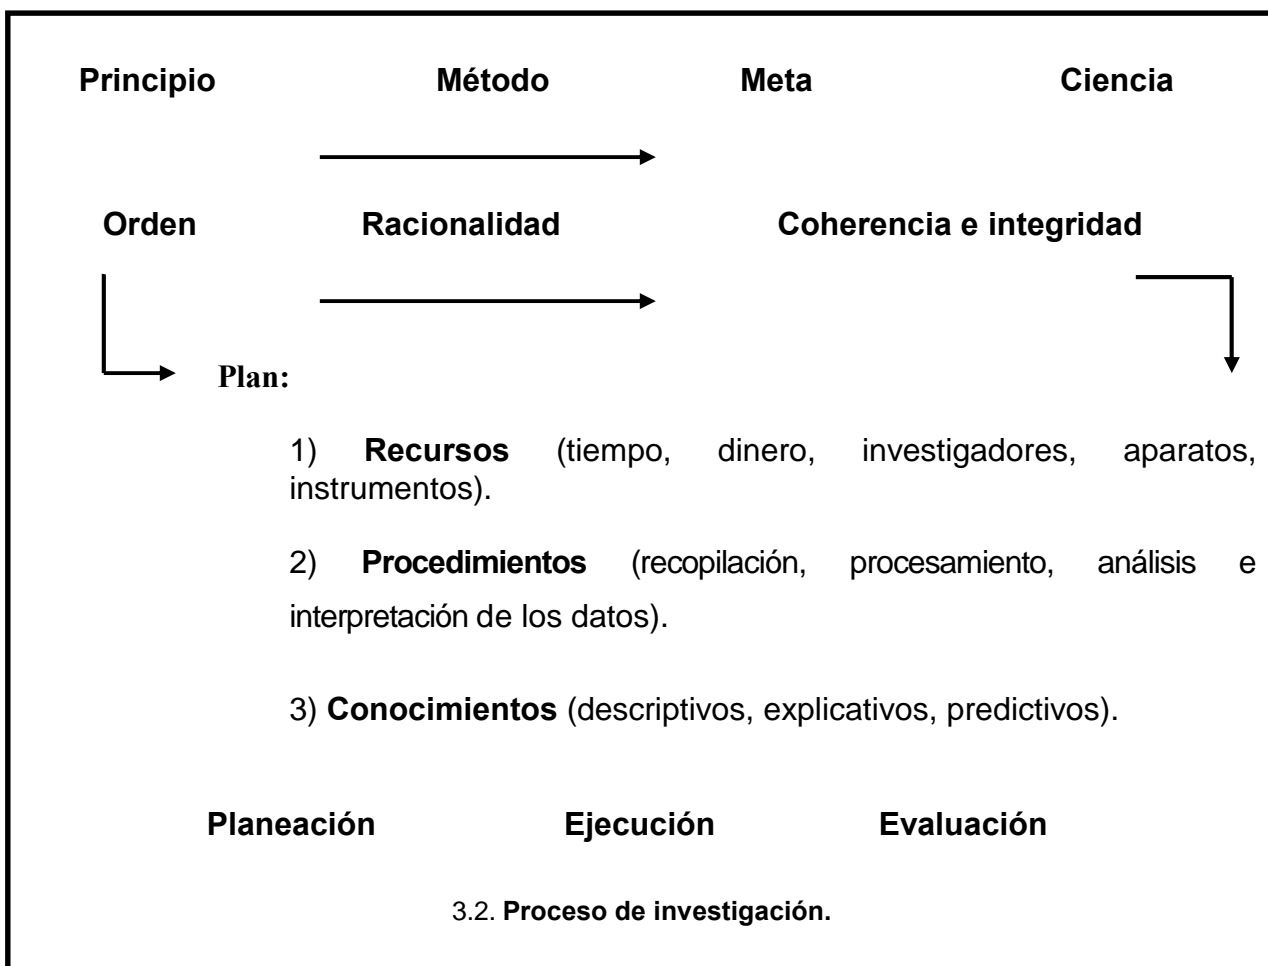 Principio Método Meta Ciencia
Orden Racionalidad Coherencia e integridad
Plan:
1) Recursos (tiempo, dinero, investigadores, aparatos,
instrumentos).
2) Procedimientos (recopilación, procesamiento, análisis e
interpretación de los datos).
3) Conocimientos (descriptivos, explicativos, predictivos).
Planeación Ejecución Evaluación
3.2. Proceso de investigación.